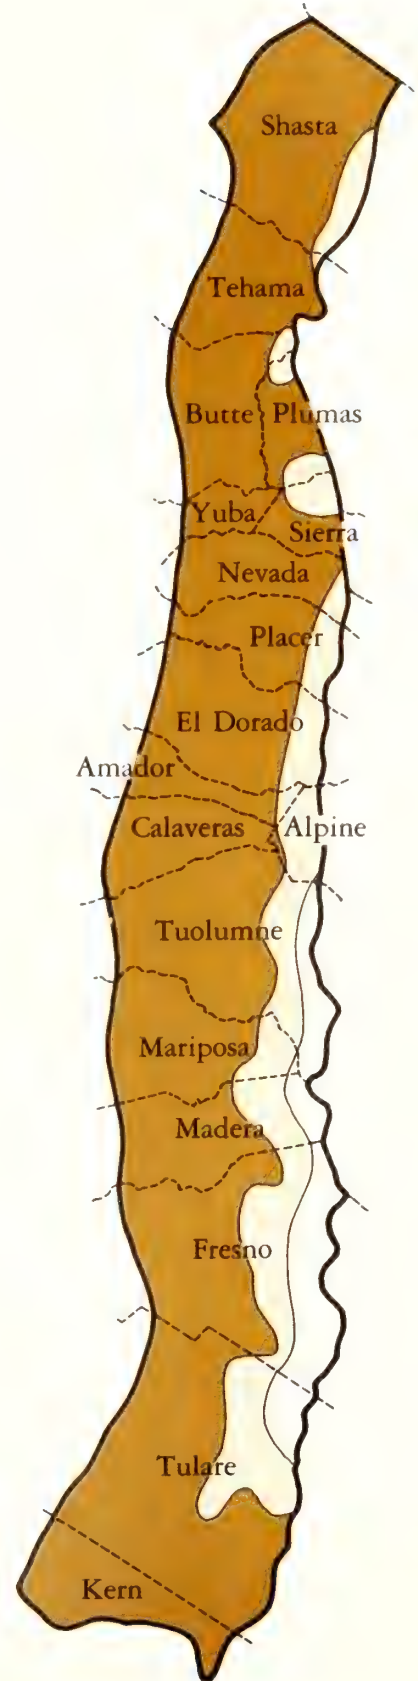 Shasta
Tehama
Butte Plumas
Yuba
Sierra
Nevada
Placer
El Dorado
Amador
Calaveras Alpine
Tuolumne
Mariposa
Madera
Fresno
Tulare
Kern